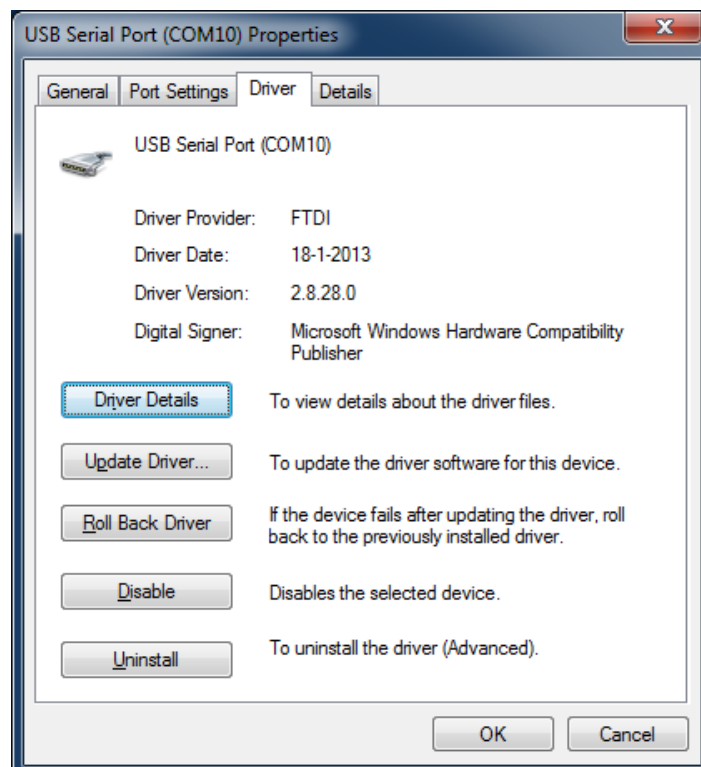 USB Serial Port (COM10) Properties
x
General Port Settings Driver Details
USB Serial Port (COM10)
Driver Provider: FTDI
Driver Date: 18-1-2013
Driver Version: 2.8.28.0
Digital Signer: Microsoft Windows Hardware Compatibility
Publisher
Driver Details To view details about the driver files.
Update Driver... To update the driver software for this device.
Roll Back Driver If the device fails after updating the driver, roll
back to the previously installed driver.
Disable Disables the selected device.
Uninstall To uninstall the driver (Advanced).
OK Cancel